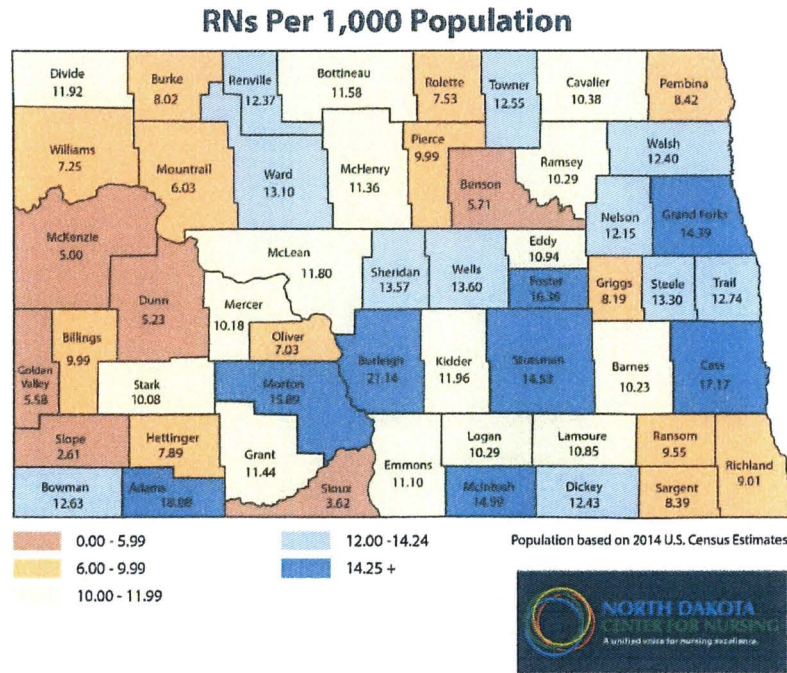 RNs Per 1,000 Population
Divide
11.92
Burke
8.02
Renville
12.37
Bottineau
11.58
Rolette
7.53
Towner
12.55
Cavalier
10.38
Pembina
8.42
Williams
7.25
Mountrail
6.03
Ward
13.10
McHenry
11.36
Pierce
9.99
Benson
5.71
Ramsey
10.29
Walsh
12.40
Nelson
12.15
Grand Forks
14.39
McKenzie
5.00
Dunn
5.23
McLean
11.80
Mercer
10.18
Oliver
7.03
Sheridan
13.57
Wells
13.60
Eddy
10.94
Foster
16.36
Griggs
8.19
Steele
13.30
Trail
12.74
Golden
Valley
5.58
Billings
9.99
Stark
10.08
Morton
15.89
Burleigh
21.14
Kidder
11.96
Stutsman
14.53
Barnes
10.23
Cass
17.17
Slope
2.61
Hettinger
7.89
Grant
11.44
Sioux
3.62
Emmons
11.10
Logan
10.29
Lamoure
10.85
Ransom
9.55
Richland
9.01
Bowman
12.63
Adams
18.08
McIntosh
14.99
Dickey
12.43
Sargent
8.39
0.00 - 5.99
6.00 - 9.99
10.00 - 11.99
12.00 -14.24
14.25 +
Population based on 2014 U.S. Census Estimates
NORTH DAKOTA
CENTER FOR NURSING
A unified voice for nursing excellence.